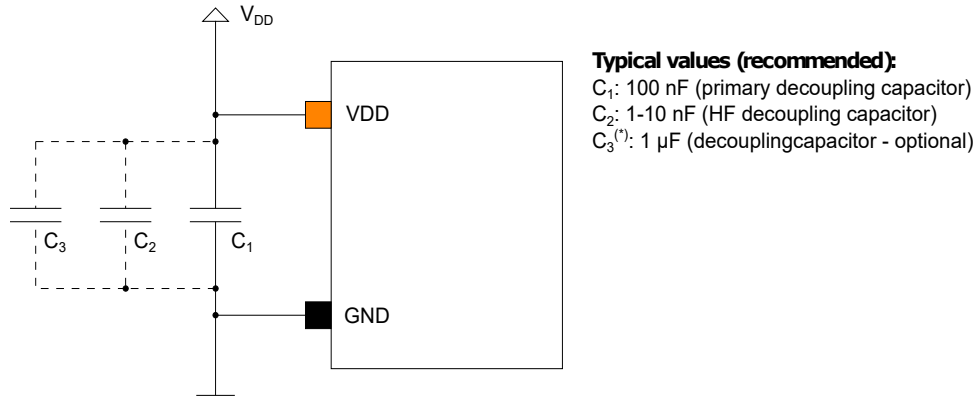 V_DD
VDD
C₃
C₂
C₁
GND
Typical values (recommended):
C₁: 100 nF (primary decoupling capacitor)
C₂: 1-10 nF (HF decoupling capacitor)
C₃⁽*⁾: 1 µF (decouplingcapacitor - optional)